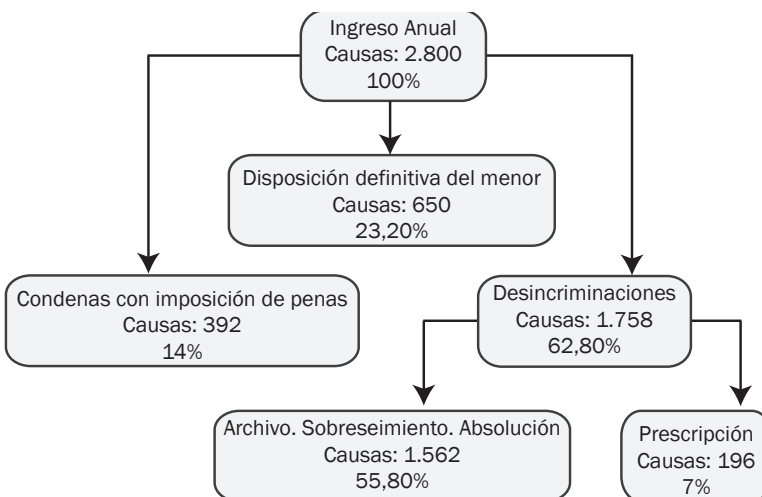 Ingreso Anual
Causas: 2.800
100%
Disposición definitiva del menor
Causas: 650
23,20%
Condenas con imposición de penas
Causas: 392
14%
Desincriminaciones
Causas: 1.758
62,80%
Archivo. Sobreseimiento. Absolución
Causas: 1.562
55,80%
Prescripción
Causas: 196
7%